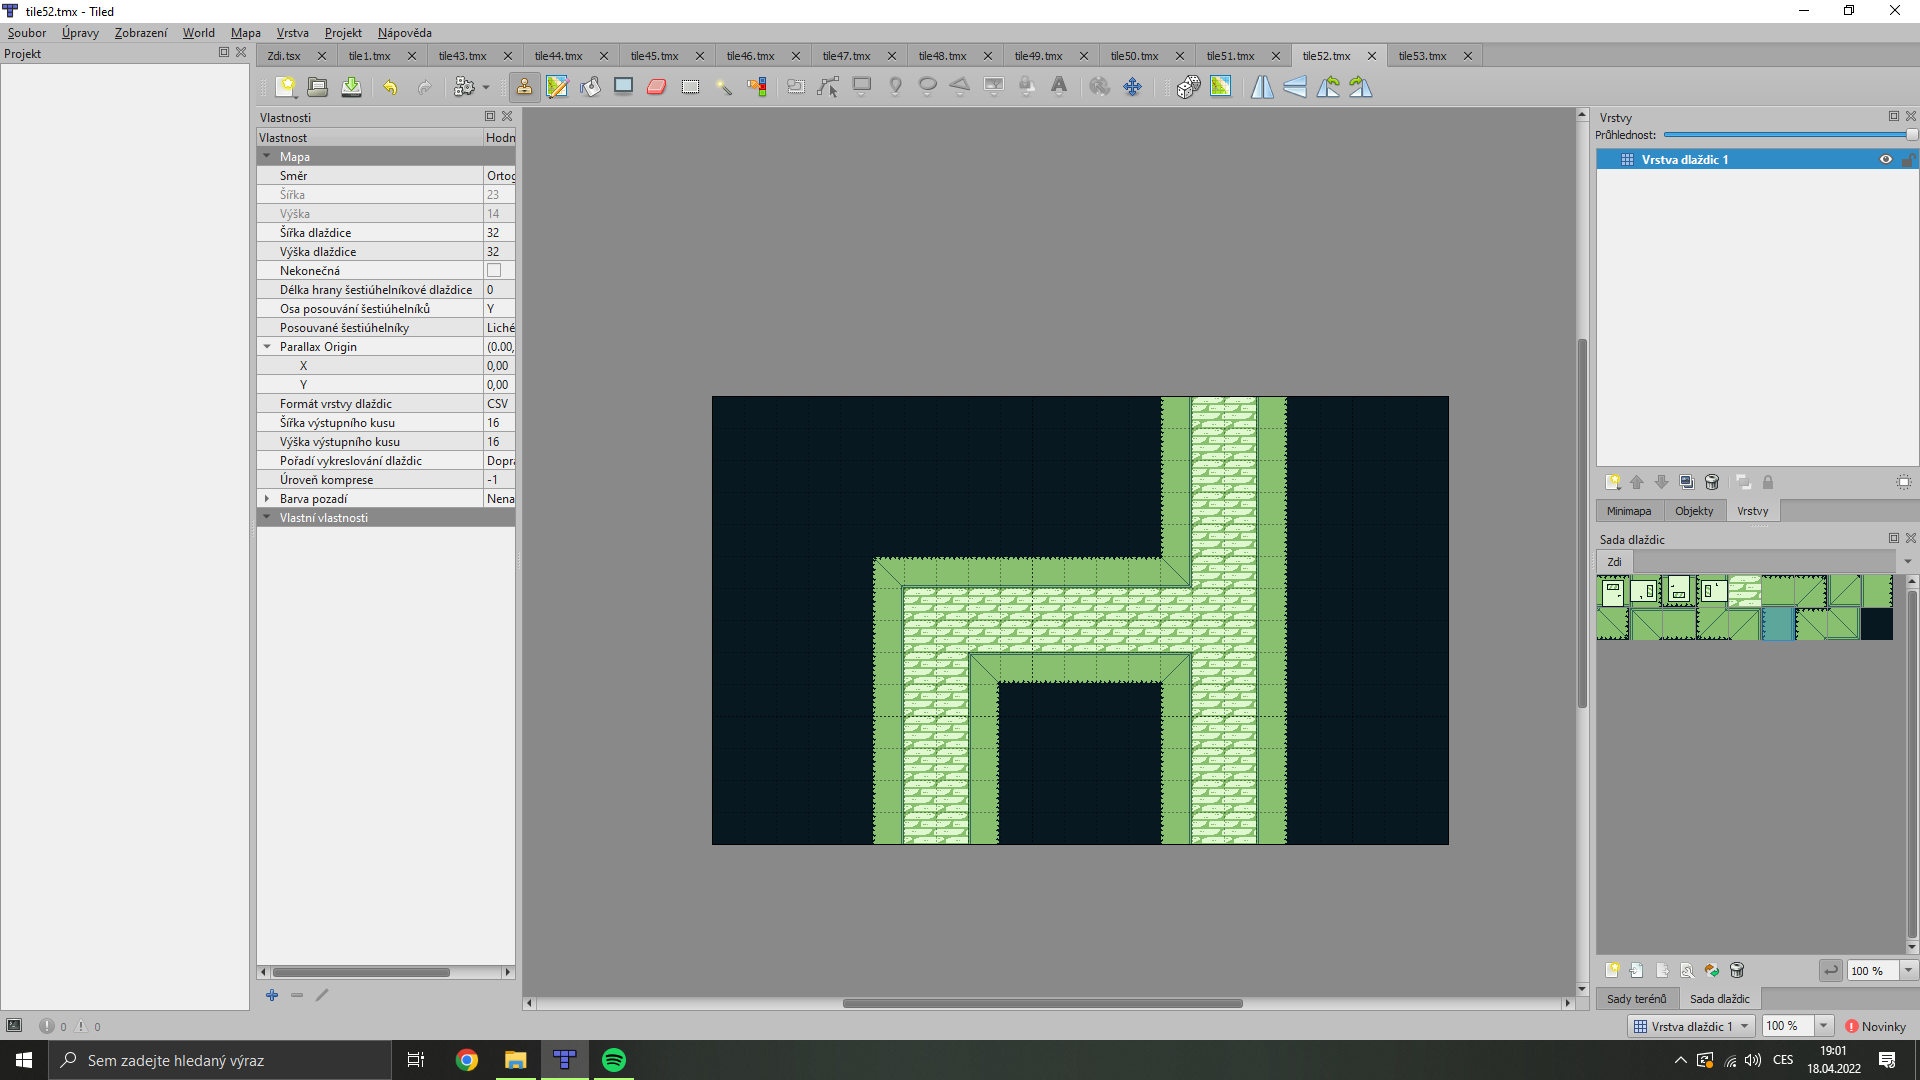 tile52.tmx - Tiled
Soubor Úpravy Zobrazení World Mapa Vrstva Projekt Nápověda
Projekt
Zdi.tsx tile1.tmx tile43.tmx tile44.tmx tile45.tmx tile46.tmx tile47.tmx tile48.tmx tile49.tmx tile50.tmx tile51.tmx tile52.tmx tile53.tmx
Vlastnosti
Vlastnost Hodn
Mapa
Směr Ortog
Šířka 23
Výška 14
Šířka dlaždice 32
Výška dlaždice 32
Nekonečná
Délka hrany šestiúhelníkové dlaždice 0
Osa posouvání šestiúhelníků Y
Posouvané šestiúhelníky Liché
Parallax Origin (0.00,
X 0,00
Y 0,00
Formát vrstvy dlaždic CSV
Šířka výstupního kusu 16
Výška výstupního kusu 16
Pořadí vykreslování dlaždic Dopra
Úroveň komprese -1
Barva pozadí Nena
Vlastní vlastnosti
Vrstvy
Průhlednost:
Vrstva dlaždic 1
Minimapa Objekty Vrstvy
Sada dlaždic
Zdi
100 %
Sady terénů Sada dlaždic
0 0
Vrstva dlaždic 1 100 % Novinky
Sem zadejte hledaný výraz
CES
19:01
18.04.2022